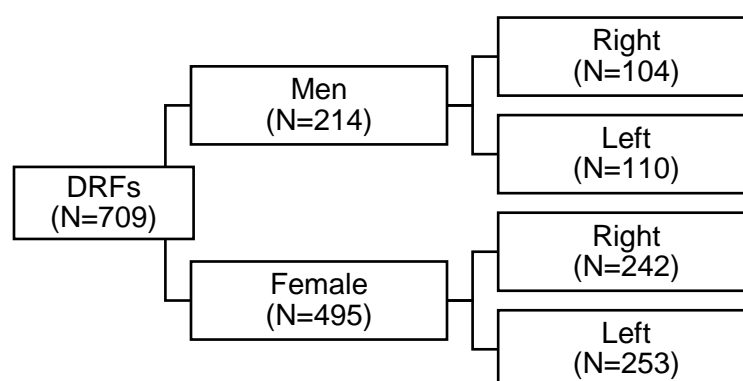 DRFs
(N=709)
Men
(N=214)
Right
(N=104)
Left
(N=110)
Female
(N=495)
Right
(N=242)
Left
(N=253)